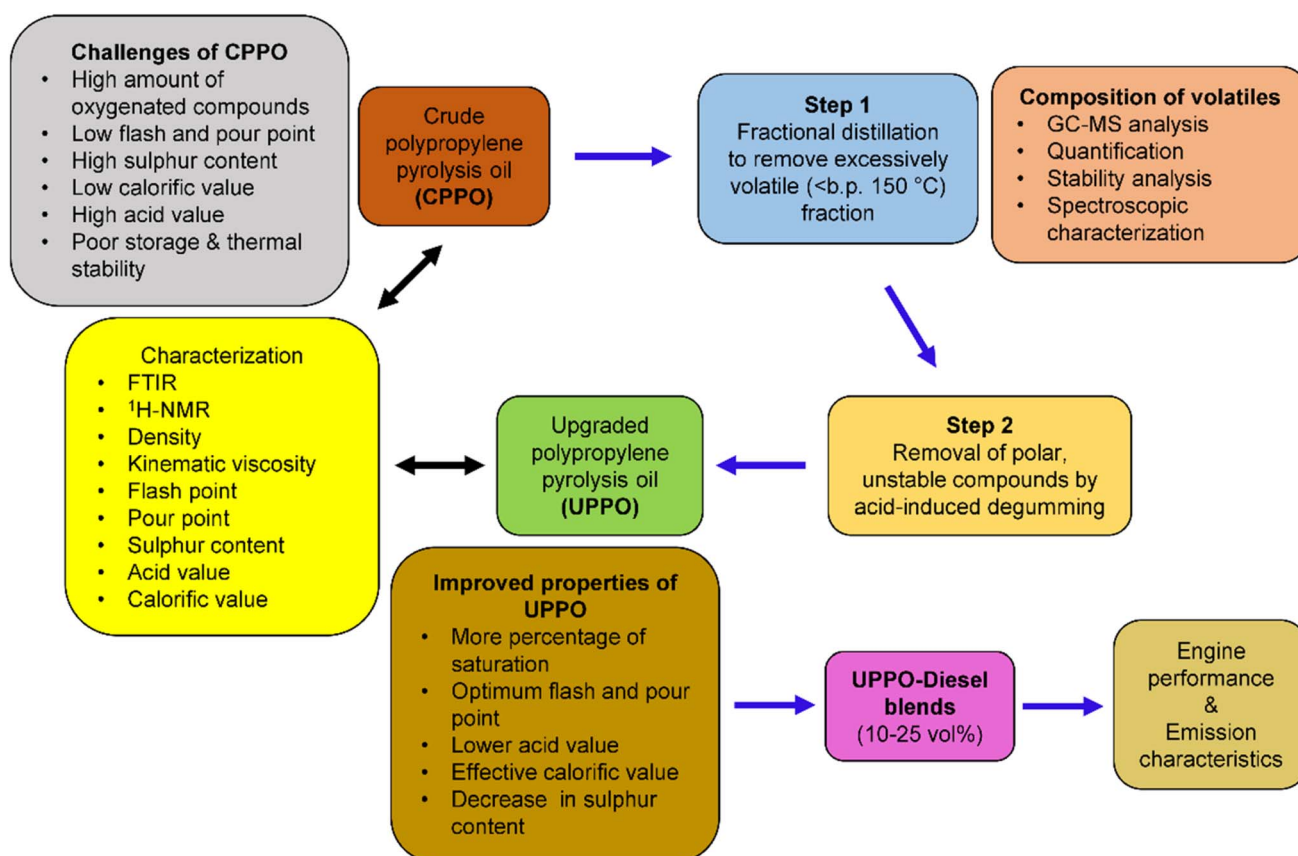 Challenges of CPPO
• High amount of
oxygenated compounds
• Low flash and pour point
• High sulphur content
• Low calorific value
• High acid value
• Poor storage & thermal
stability
Crude
polypropylene
pyrolysis oil
(CPPO)
Step 1
Fractional distillation
to remove excessively
volatile (<b.p. 150 °C)
fraction
Composition of volatiles
• GC-MS analysis
• Quantification
• Stability analysis
• Spectroscopic
characterization
Characterization
• FTIR
• ¹H-NMR
• Density
• Kinematic viscosity
• Flash point
• Pour point
• Sulphur content
• Acid value
• Calorific value
Upgraded
polypropylene
pyrolysis oil
(UPPO)
Step 2
Removal of polar,
unstable compounds by
acid-induced degumming
Improved properties of
UPPO
• More percentage of
saturation
• Optimum flash and pour
point
• Lower acid value
• Effective calorific value
• Decrease in sulphur
content
UPPO-Diesel
blends
(10-25 vol%)
Engine
performance
&
Emission
characteristics